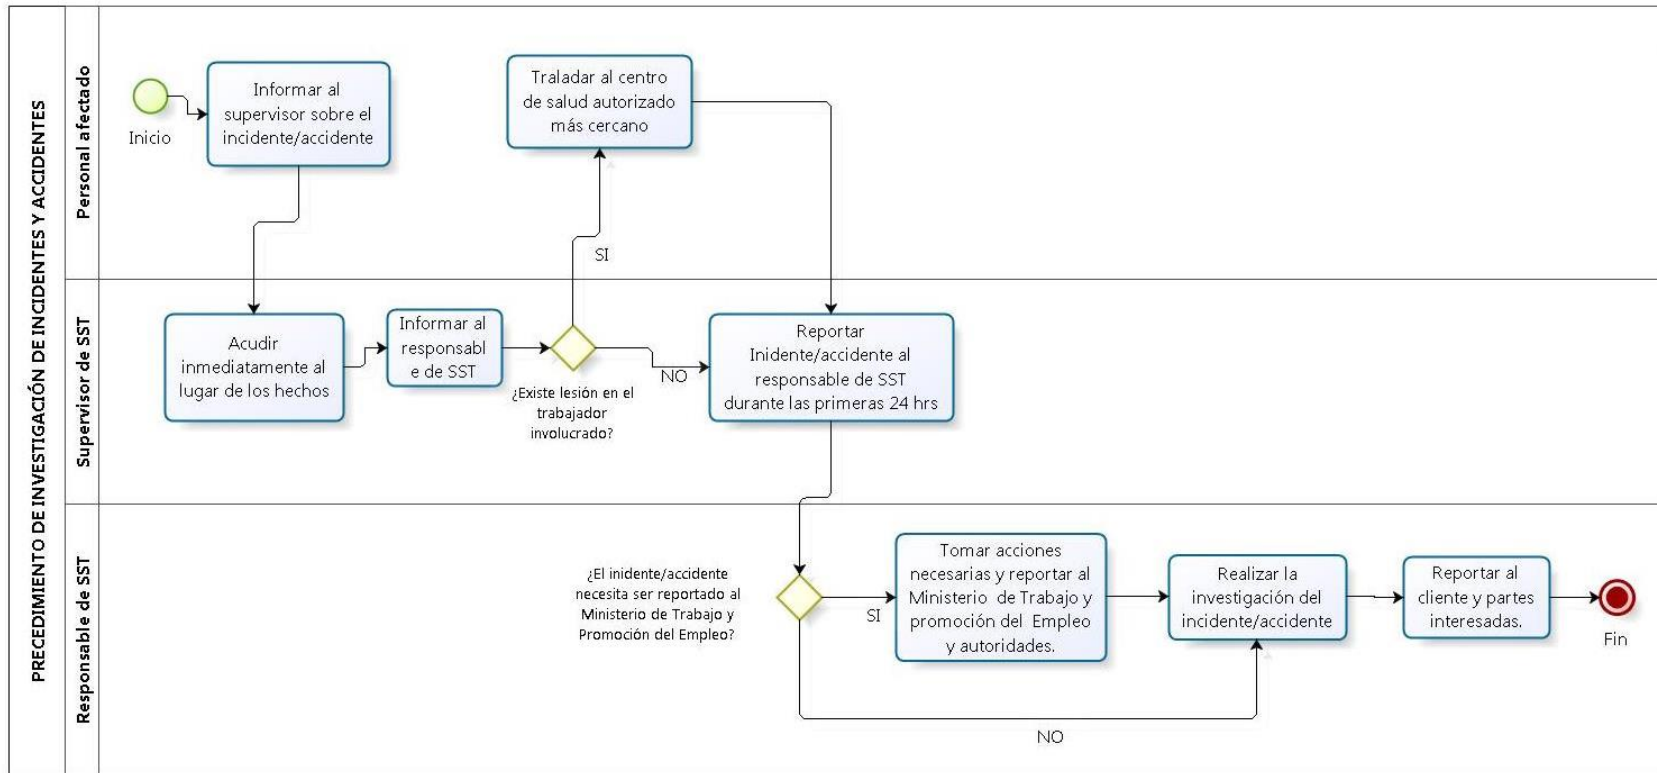 PRECEDIMIENTO DE INVESTIGACIÓN DE INCIDENTES Y ACCIDENTES
Personal afectado
Inicio
Informar al
supervisor sobre el
incidente/accidente
Traladar al centro
de salud autorizado
más cercano
SI
Supervisor de SST
Acudir
inmediatamente al
lugar de los hechos
Informar al
responsabl
e de SST
¿Existe lesión en el
trabajador
involucrado?
NO
Reportar
Inidente/accidente al
responsable de SST
durante las primeras 24 hrs
Responsable de SST
¿El inidente/accidente
necesita ser reportado al
Ministerio de Trabajo y
Promoción del Empleo?
SI
Tomar acciones
necesarias y reportar al
Ministerio de Trabajo y
promoción del Empleo
y autoridades.
Realizar la
investigación del
incidente/accidente
Reportar al
cliente y partes
interesadas.
Fin
NO